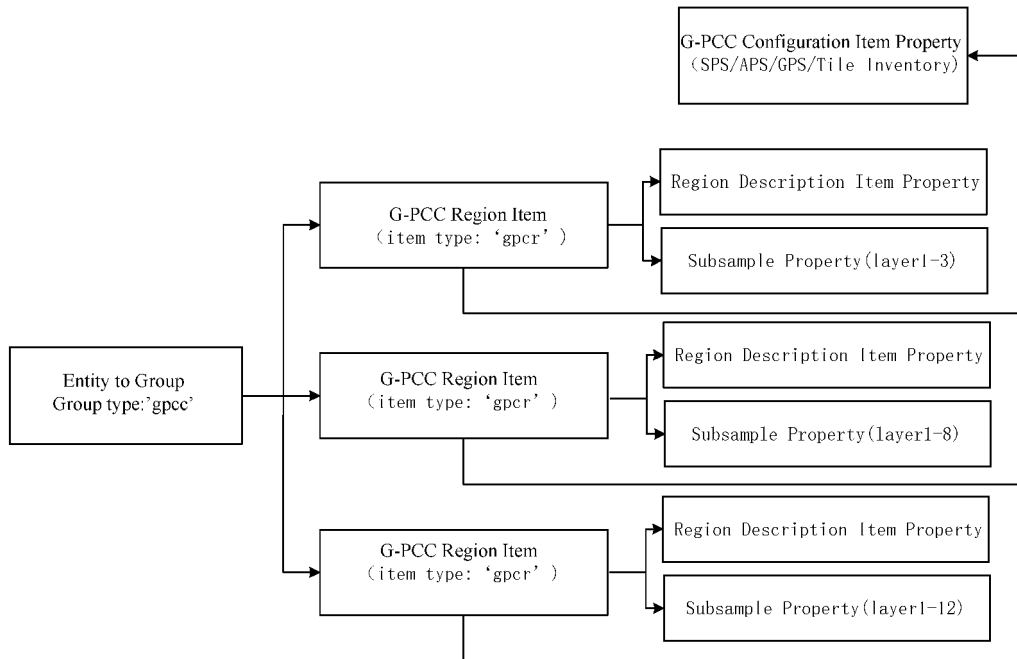 G-PCC Configuration Item Property
(SPS/APS/GPS/Tile Inventory)
Region Description Item Property
G-PCC Region Item
(item type: ‘gpcr’)
Subsample Property(layer1-3)
Entity to Group
Group type:'gpcc'
G-PCC Region Item
(item type: ‘gpcr’)
Region Description Item Property
Subsample Property(layer1-8)
G-PCC Region Item
(item type: ‘gpcr’)
Region Description Item Property
Subsample Property(layer1-12)